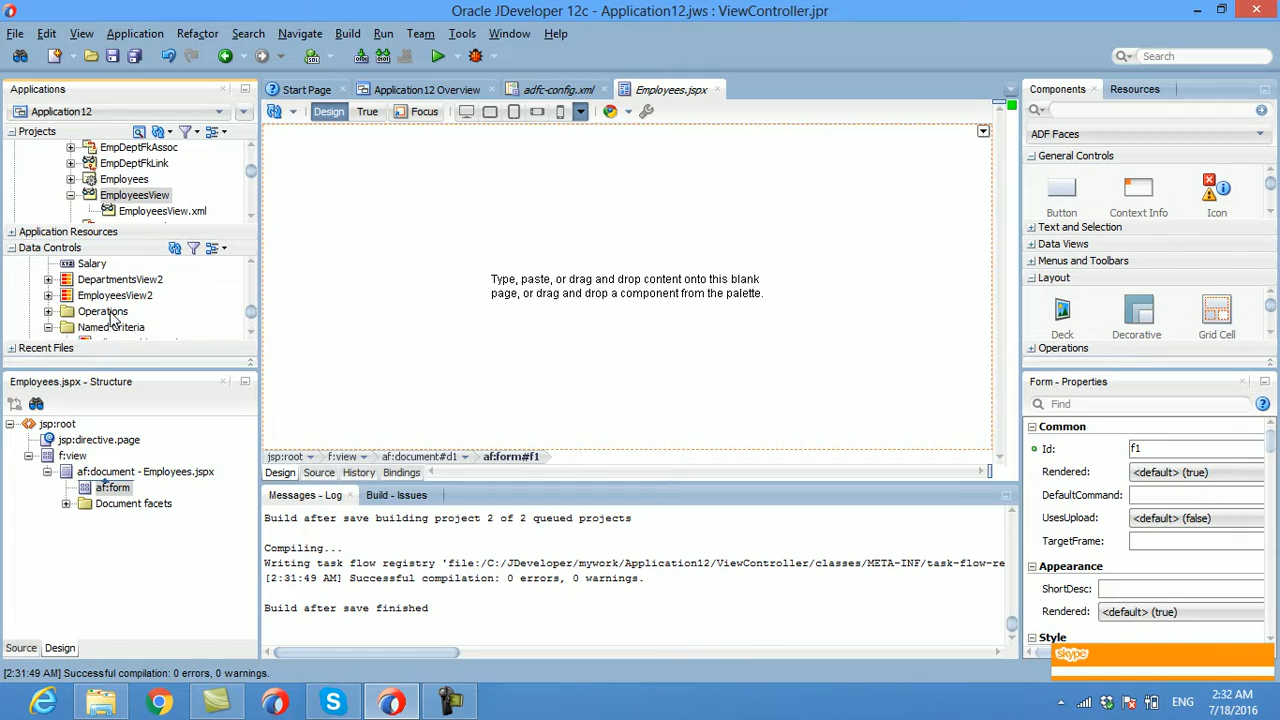 Oracle JDeveloper 12c - Application12.jws : ViewController.jpr
File Edit View Application Refactor Search Navigate Build Run Team Tools Window Help
Search
Applications
Application12
Projects
EmpDeptFkAssoc
EmpDeptFkLink
Employees
EmployeesView
EmployeesView.xml
Application Resources
Data Controls
Salary
DepartmentsView2
EmployeesView2
Operations
Named Criteria
Recent Files
Employees.jspx - Structure
jsp:root
jsp:directive.page
f:view
af:document - Employees.jspx
af:form
Document facets
Source Design
Start Page Application12 Overview adfc-config.xml Employees.jspx
Design True Focus
Type, paste, or drag and drop content onto this blank
page, or drag and drop a component from the palette.
jsp:root f:view af:document#d1 af:form#f1
Design Source History Bindings
Messages - Log Build - Issues
Build after save building project 2 of 2 queued projects
Compiling...
Writing task flow registry 'file:/C:/JDeveloper/mywork/Application12/ViewController/classes/META-INF/task-flow-re
[2:31:49 AM] Successful compilation: 0 errors, 0 warnings.
Build after save finished
Components Resources
ADF Faces
General Controls
Button Context Info Icon
Text and Selection
Data Views
Menus and Toolbars
Layout
Deck Decorative Grid Cell
Operations
Form - Properties
Find
Common
Id: f1
Rendered: <default> (true)
DefaultCommand:
UsesUpload: <default> (false)
TargetFrame:
Appearance
ShortDesc:
Rendered: <default> (true)
Style
skype
[2:31:49 AM] Successful compilation: 0 errors, 0 warnings.
ENG
2:32 AM
7/18/2016